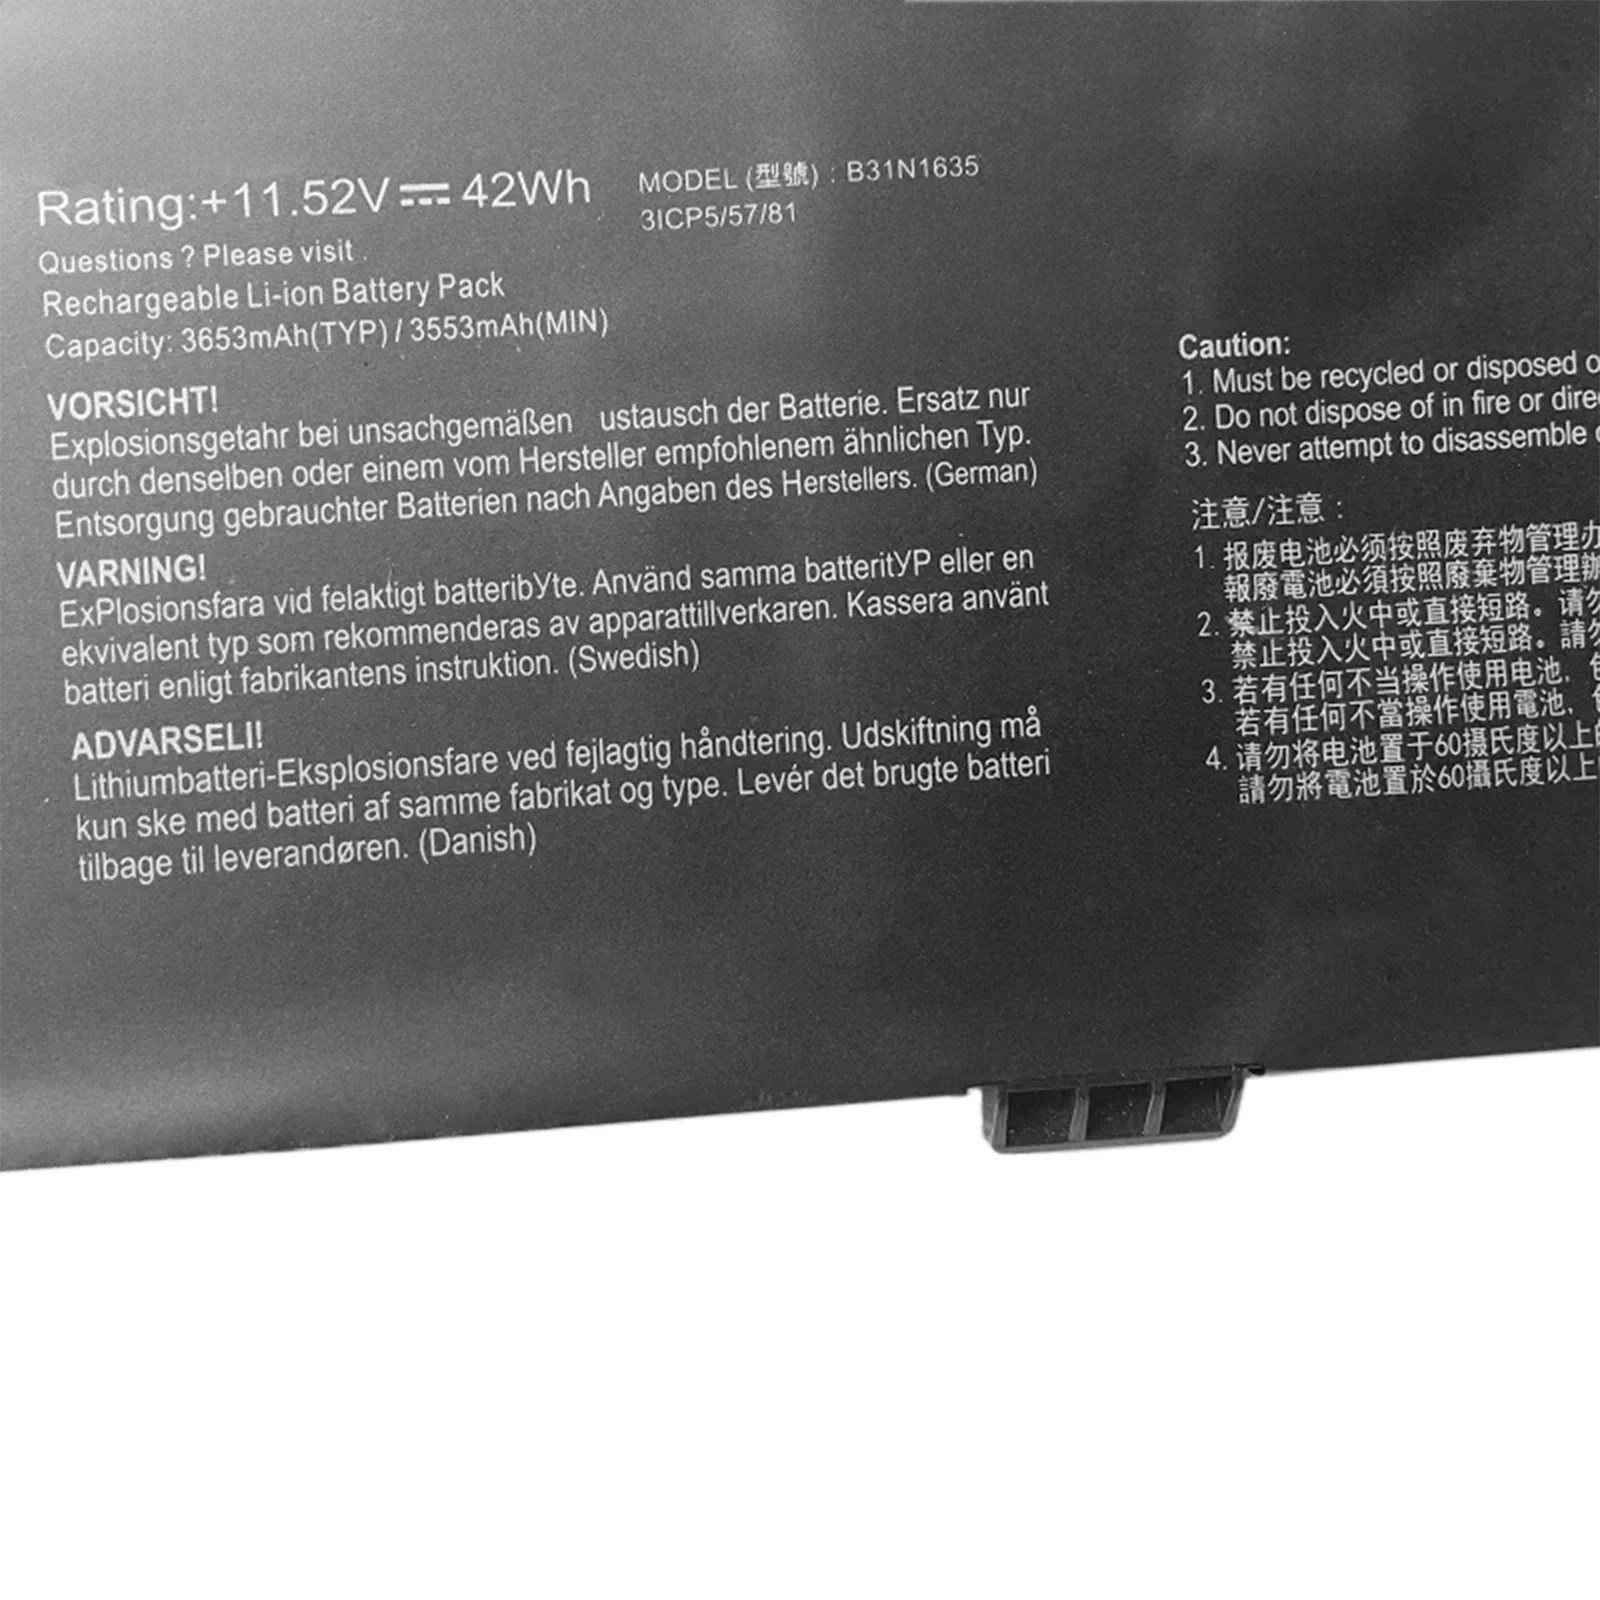 Rating:+11.52V⎓42Wh
MODEL (型號) : B31N1635
3ICP5/57/81
Questions ? Please visit .
Rechargeable Li-ion Battery Pack
Capacity: 3653mAh(TYP) / 3553mAh(MIN)
VORSICHT!
Explosionsgetahr bei unsachgemäßen ustausch der Batterie. Ersatz nur
durch denselben oder einem vom Hersteller empfohlenem ähnlichen Typ.
Entsorgung gebrauchter Batterien nach Angaben des Herstellers. (German)
VARNING!
ExPlosionsfara vid felaktigt batteribYte. Använd samma batteritYP eller en
ekvivalent typ som rekommenderas av apparattillverkaren. Kassera använt
batteri enligt fabrikantens instruktion. (Swedish)
ADVARSELI!
Lithiumbatteri-Eksplosionsfare ved fejlagtig håndtering. Udskiftning må
kun ske med batteri af samme fabrikat og type. Levér det brugte batteri
tilbage til leverandøren. (Danish)
Caution:
1. Must be recycled or disposed
2. Do not dispose of in fire or
3. Never attempt to disassemble
注意/注意：
1. 报废电池必须按照废弃物管理
報廢電池必須按照廢棄物管理
2. 禁止投入火中或直接短路。请勿
禁止投入火中或直接短路。請勿
3. 若有任何不当操作使用电池,
若有任何不當操作使用電池,
4. 请勿将电池置于60摄氏度以上
請勿將電池置於60攝氏度以上